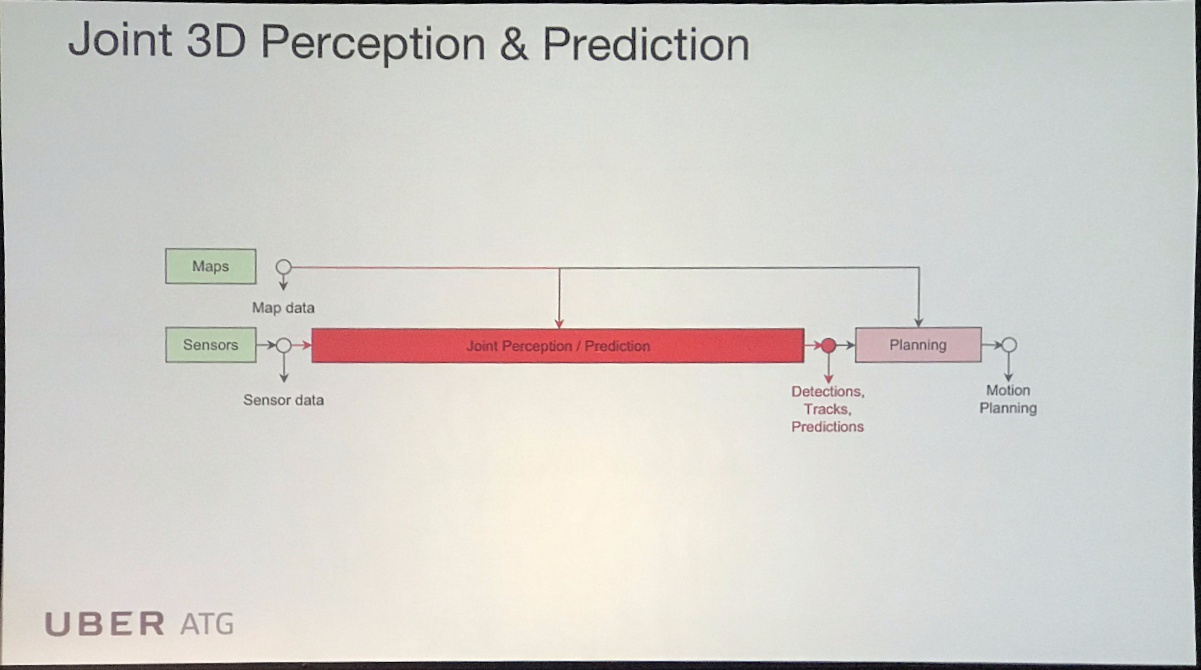 Joint 3D Perception & Prediction
Maps
Map data
Sensors
Joint Perception / Prediction
Planning
Sensor data
Detections,
Tracks,
Predictions
Motion
Planning
UBER ATG